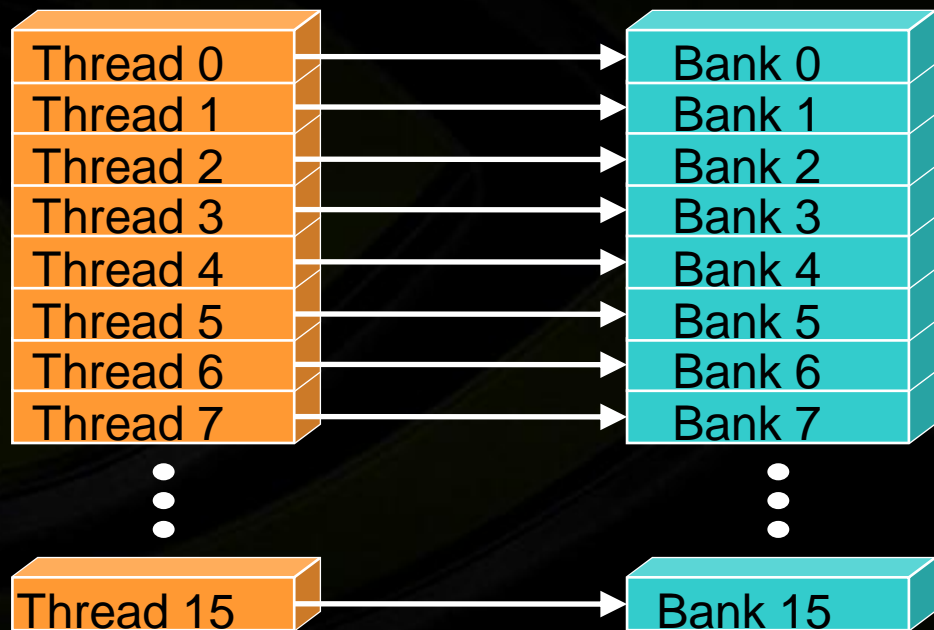 Thread 0
Bank 0
Thread 1
Bank 1
Thread 2
Bank 2
Thread 3
Bank 3
Thread 4
Bank 4
Thread 5
Bank 5
Thread 6
Bank 6
Thread 7
Bank 7
Thread 15
Bank 15